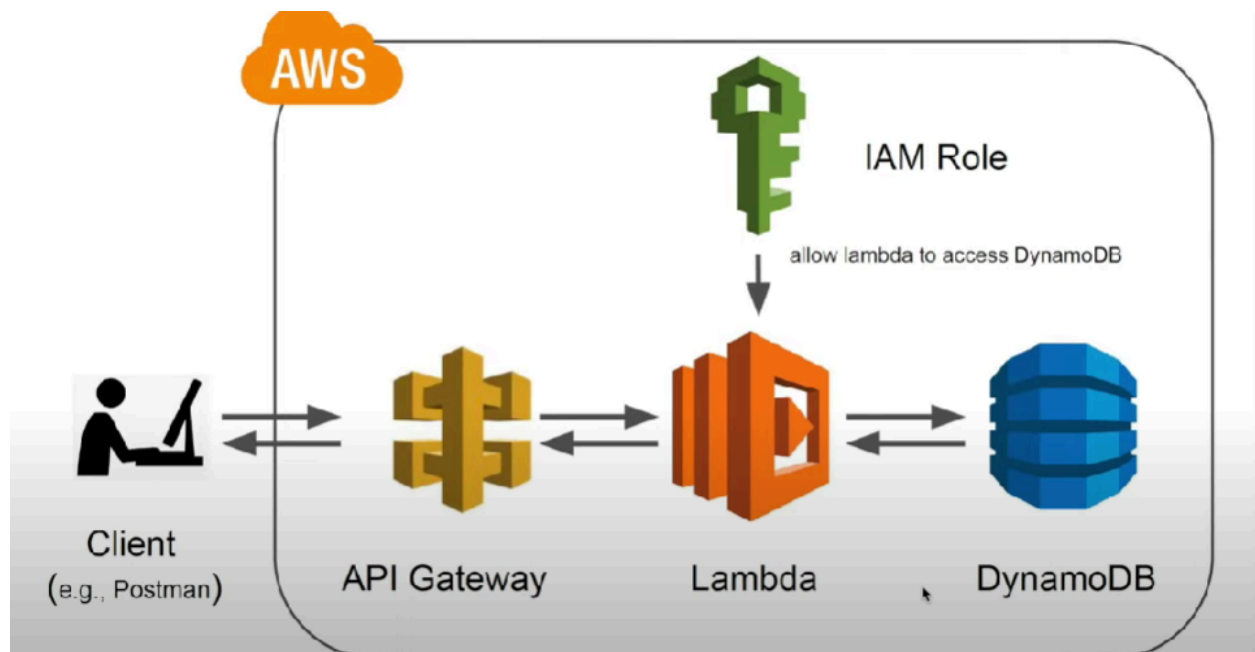 AWS
IAM Role
allow lambda to access DynamoDB
Client
(e.g., Postman)
API Gateway
Lambda
DynamoDB